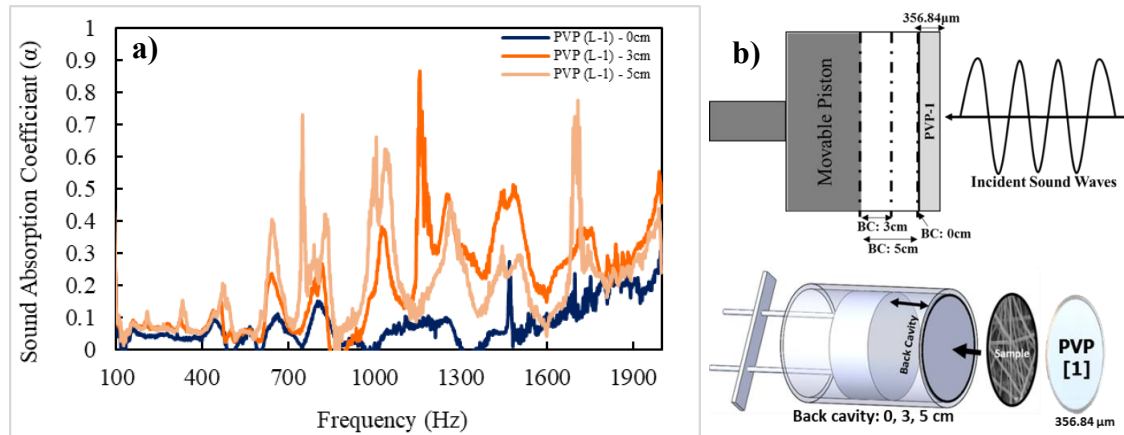 a)
PVP (L-1) - 0cm
PVP (L-1) - 3cm
PVP (L-1) - 5cm
Sound Absorption Coefficient (α)
1
0.9
0.8
0.7
0.6
0.5
0.4
0.3
0.2
0.1
0
100
400
700
1000
1300
1600
1900
Frequency (Hz)
b)
356.84μm
Movable Piston
PVP-1
Incident Sound Waves
BC: 3cm
BC: 0cm
BC: 5cm
Back Cavity
Sample
PVP
[1]
Back cavity: 0, 3, 5 cm
356.84 μm